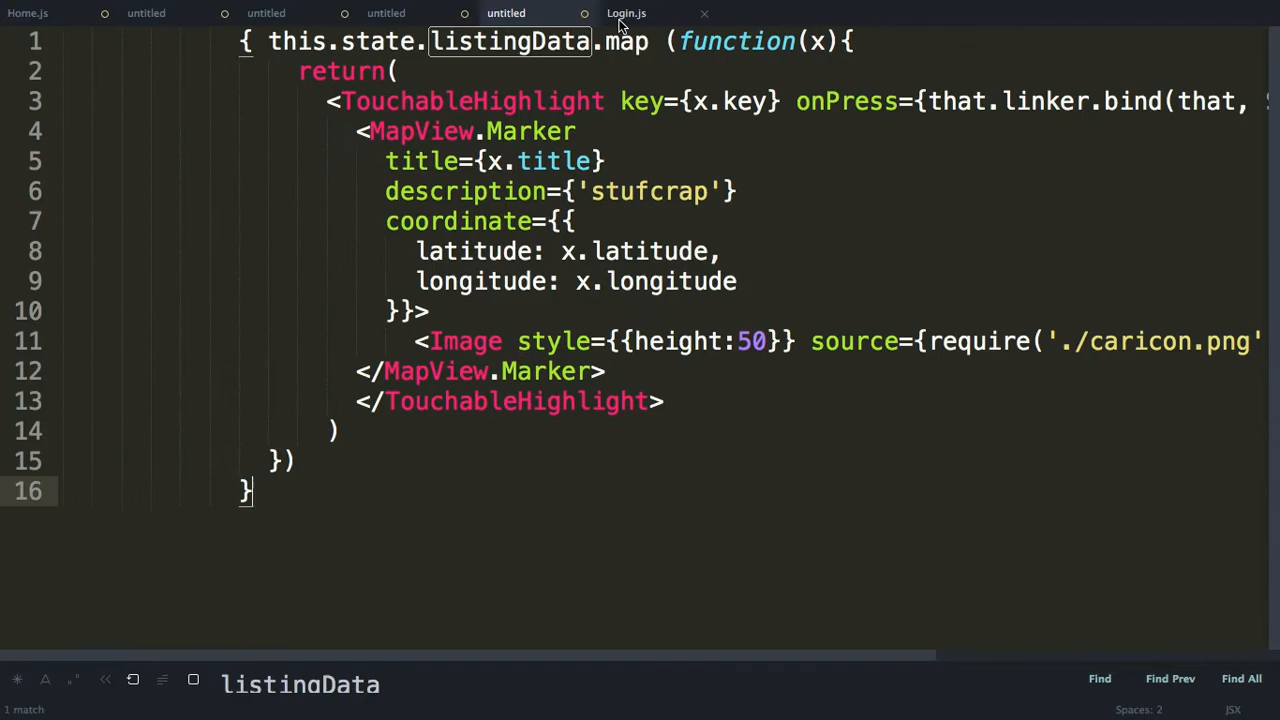 Home.js untitled untitled untitled untitled Login.js
1 { this.state.listingData.map (function(x){
2 return(
3 <TouchableHighlight key={x.key} onPress={that.linker.bind(that,
4 <MapView.Marker
5 title={x.title}
6 description={'stufcrap'}
7 coordinate={{
8 latitude: x.latitude,
9 longitude: x.longitude
10 }}>
11 <Image style={{height:50}} source={require('./caricon.png'
12 </MapView.Marker>
13 </TouchableHighlight>
14 )
15 })
16 }
listingData Find Find Prev Find All
1 match Spaces: 2 JSX